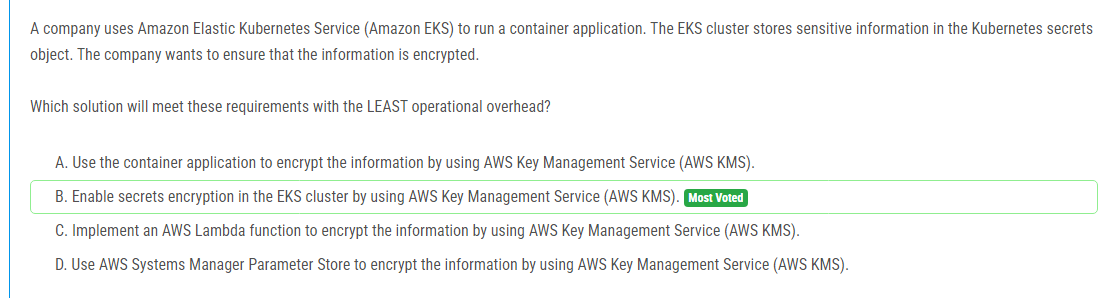 A company uses Amazon Elastic Kubernetes Service (Amazon EKS) to run a container application. The EKS cluster stores sensitive information in the Kubernetes secrets
object. The company wants to ensure that the information is encrypted.
Which solution will meet these requirements with the LEAST operational overhead?
A. Use the container application to encrypt the information by using AWS Key Management Service (AWS KMS).
B. Enable secrets encryption in the EKS cluster by using AWS Key Management Service (AWS KMS). Most Voted
C. Implement an AWS Lambda function to encrypt the information by using AWS Key Management Service (AWS KMS).
D. Use AWS Systems Manager Parameter Store to encrypt the information by using AWS Key Management Service (AWS KMS).